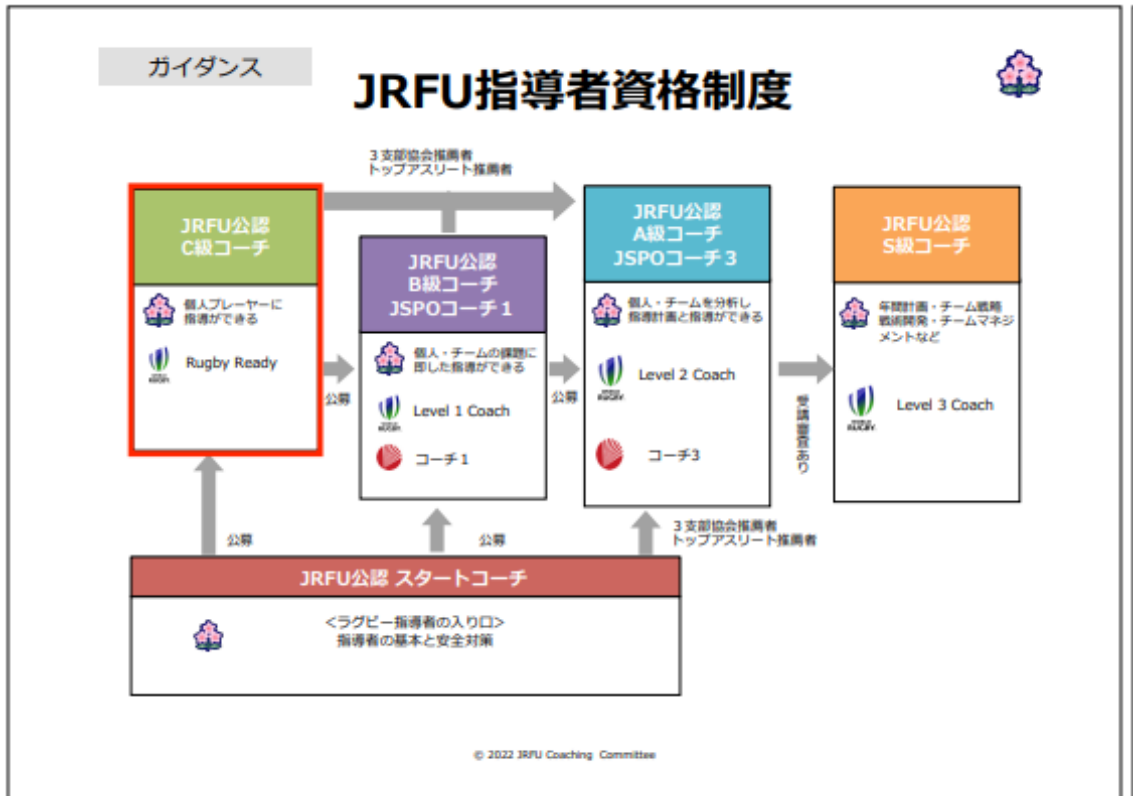 ガイダンス
JRFU指導者資格制度
3支部協会推薦者
トップアスリート推薦者
JRFU公認
C級コーチ
個人プレーヤーに
指導ができる
Rugby Ready
公募
JRFU公認
B級コーチ
JSPOコーチ1
個人・チームの課題に
即した指導ができる
WORLD
RUGBY
Level 1 Coach
コーチ1
公募
JRFU公認
A級コーチ
JSPOコーチ3
個人・チームを分析し
指導計画と指導ができる
WORLD
RUGBY
Level 2 Coach
コーチ3
受講審査あり
JRFU公認
S級コーチ
年間計画・チーム戦略
戦術開発・チームマネジ
メントなど
WORLD
RUGBY
Level 3 Coach
公募
公募
3支部協会推薦者
トップアスリート推薦者
JRFU公認 スタートコーチ
＜ラグビー指導者の入り口＞
指導者の基本と安全対策
© 2022 JRFU Coaching Committee